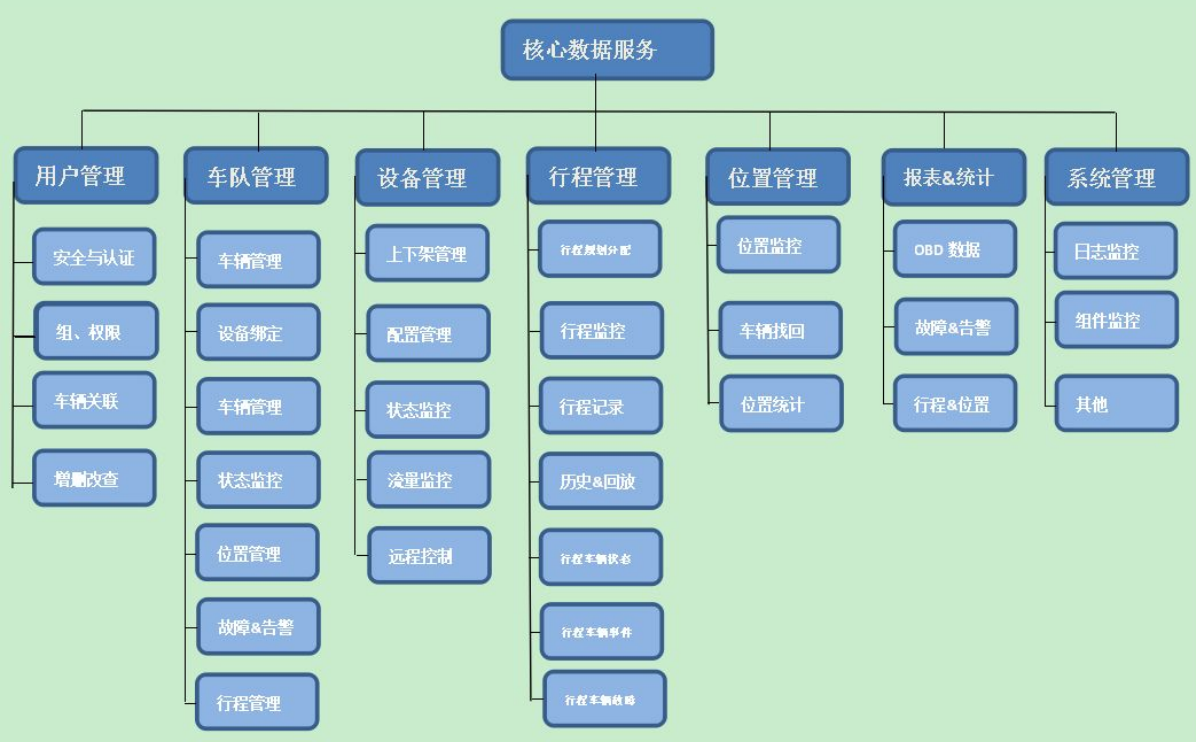 核心数据服务
用户管理
车队管理
设备管理
行程管理
位置管理
报表&统计
系统管理
安全与认证
组、权限
车辆关联
增删改查
车辆管理
设备绑定
车辆管理
状态监控
位置管理
故障&告警
行程管理
上下架管理
配置管理
状态监控
流量监控
远程控制
行程规划分配
行程监控
行程记录
历史&回放
行程车辆状态
行程车辆事件
行程车辆故障
位置监控
车辆找回
位置统计
OBD 数据
故障&告警
行程&位置
日志监控
组件监控
其他